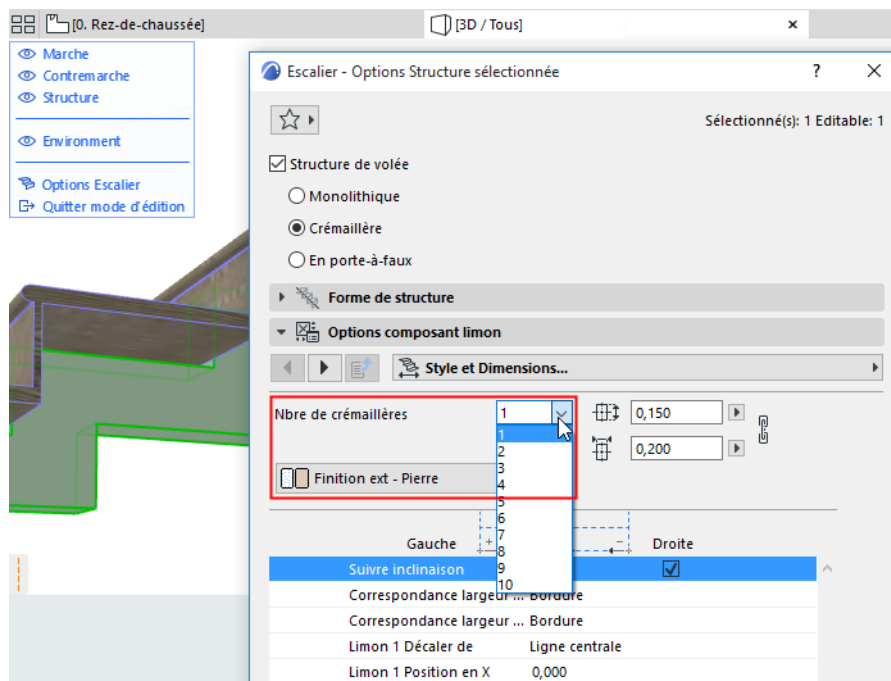 [0. Rez-de-chaussée]
[3D / Tous]
Marche
Contremarche
Structure
Environment
Options Escalier
Quitter mode d'édition
Escalier - Options Structure sélectionnée
Sélectionné(s): 1 Editable: 1
Structure de volée
Monolithique
Crémaillère
En porte-à-faux
Forme de structure
Options composant limon
Style et Dimensions...
Nbre de crémaillères
1
0,150
1
2
0,200
3
Finition ext - Pierre
4
5
6
7
Gauche
Droite
8
Suivre inclinaison
9
10
Correspondance largeur ... Bordure
Correspondance largeur ... Bordure
Limon 1 Décaler de Ligne centrale
Limon 1 Position en X 0,000